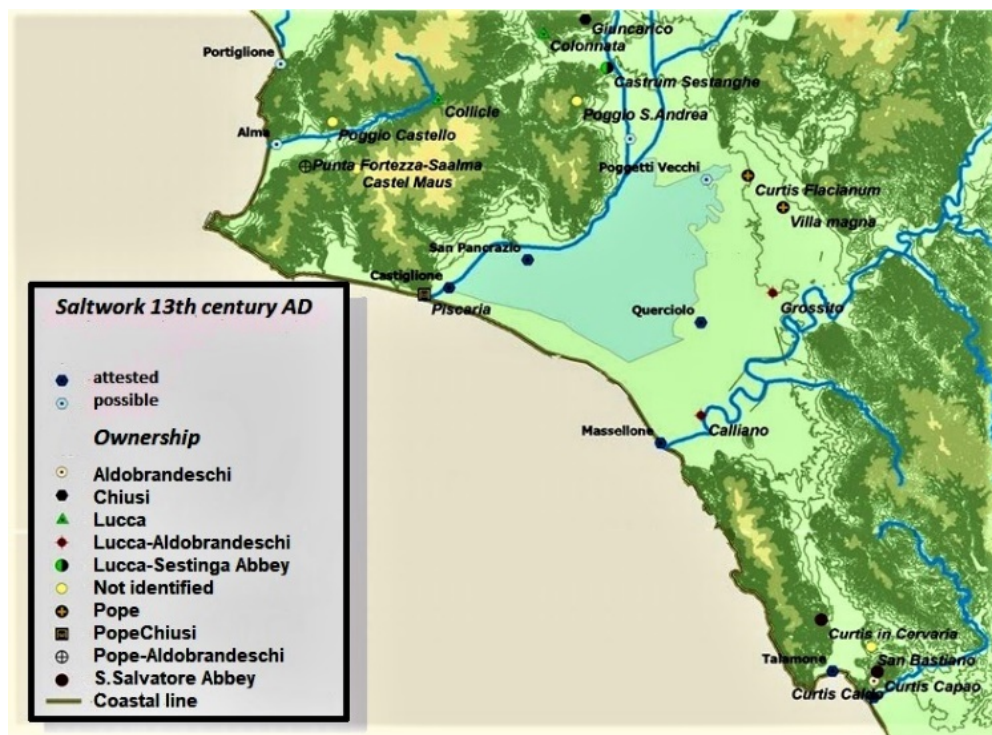 Giuncarico
Colonnata
Portiglione
Castrum Sestanghe
Collicle
Poggio S.Andrea
Alma
Poggio Castello
Punta Fortezza-Saalma
Castel Maus
Poggetti Vecchi
Curtis Flacianum
Villa magna
San Pancrazio
Castiglione
Piscaria
Querciolo
Grossito
Massellone
Calliano
Curtis in Cervaria
Talamone
San Bastiano
Curtis Capao
Curtis Caldo
Saltwork 13th century AD
attested
possible
Ownership
Aldobrandeschi
Chiusi
Lucca
Lucca-Aldobrandeschi
Lucca-Sestinga Abbey
Not identified
Pope
PopeChiusi
Pope-Aldobrandeschi
S.Salvatore Abbey
Coastal line